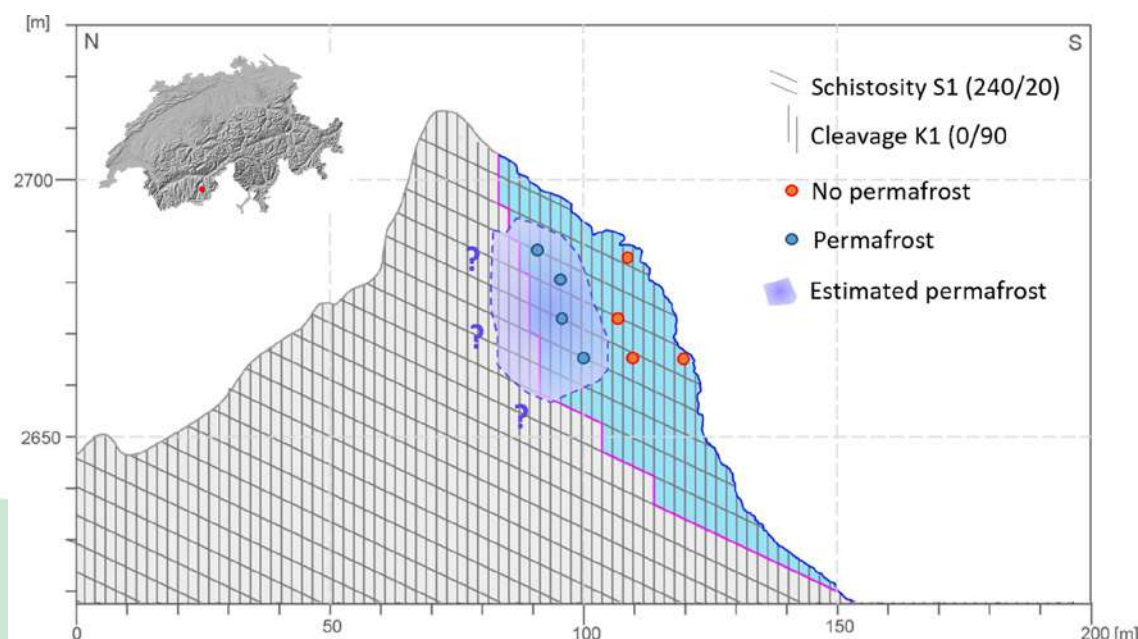 [m]
N
S
Schistosity S1 (240/20)
Cleavage K1 (0/90
2700
No permafrost
Permafrost
?
Estimated permafrost
?
?
2650
0
50
100
150
200 [m]